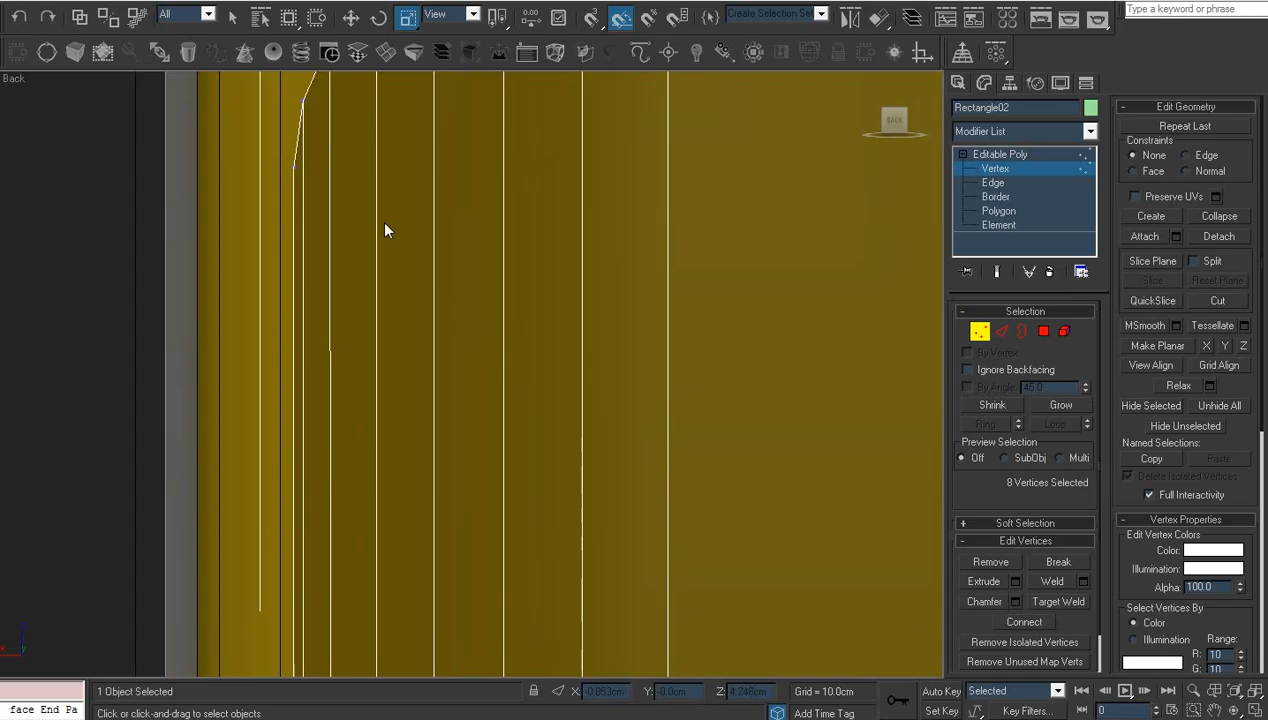 All
View
Create Selection Set
Type a keyword or phrase
Back
BACK
Rectangle02
Modifier List
Editable Poly
Vertex
Edge
Border
Polygon
Element
Selection
By Vertex
Ignore Backfacing
By Angle: 45.0
Shrink Grow
Ring Loop
Preview Selection
Off SubObj Multi
8 Vertices Selected
Soft Selection
Edit Vertices
Remove Break
Extrude Weld
Chamfer Target Weld
Connect
Remove Isolated Vertices
Remove Unused Map Verts
Edit Geometry
Repeat Last
Constraints
None Edge
Face Normal
Preserve UVs
Create Collapse
Attach Detach
Slice Plane Split
Slice Reset Plane
QuickSlice Cut
MSmooth Tessellate
Make Planar X Y Z
View Align Grid Align
Relax
Hide Selected Unhide All
Hide Unselected
Named Selections:
Copy Paste
Delete Isolated Vertices
Full Interactivity
Vertex Properties
Edit Vertex Colors
Color:
Illumination:
Alpha: 100.0
Select Vertices By
Color
Illumination Range:
R: 10
G: 10
1 Object Selected X: -0.853cm Y: -0.0cm Z: 4.246cm Grid = 10.0cm Auto Key Selected
face End Pa Click or click-and-drag to select objects Add Time Tag Set Key Key Filters... 0